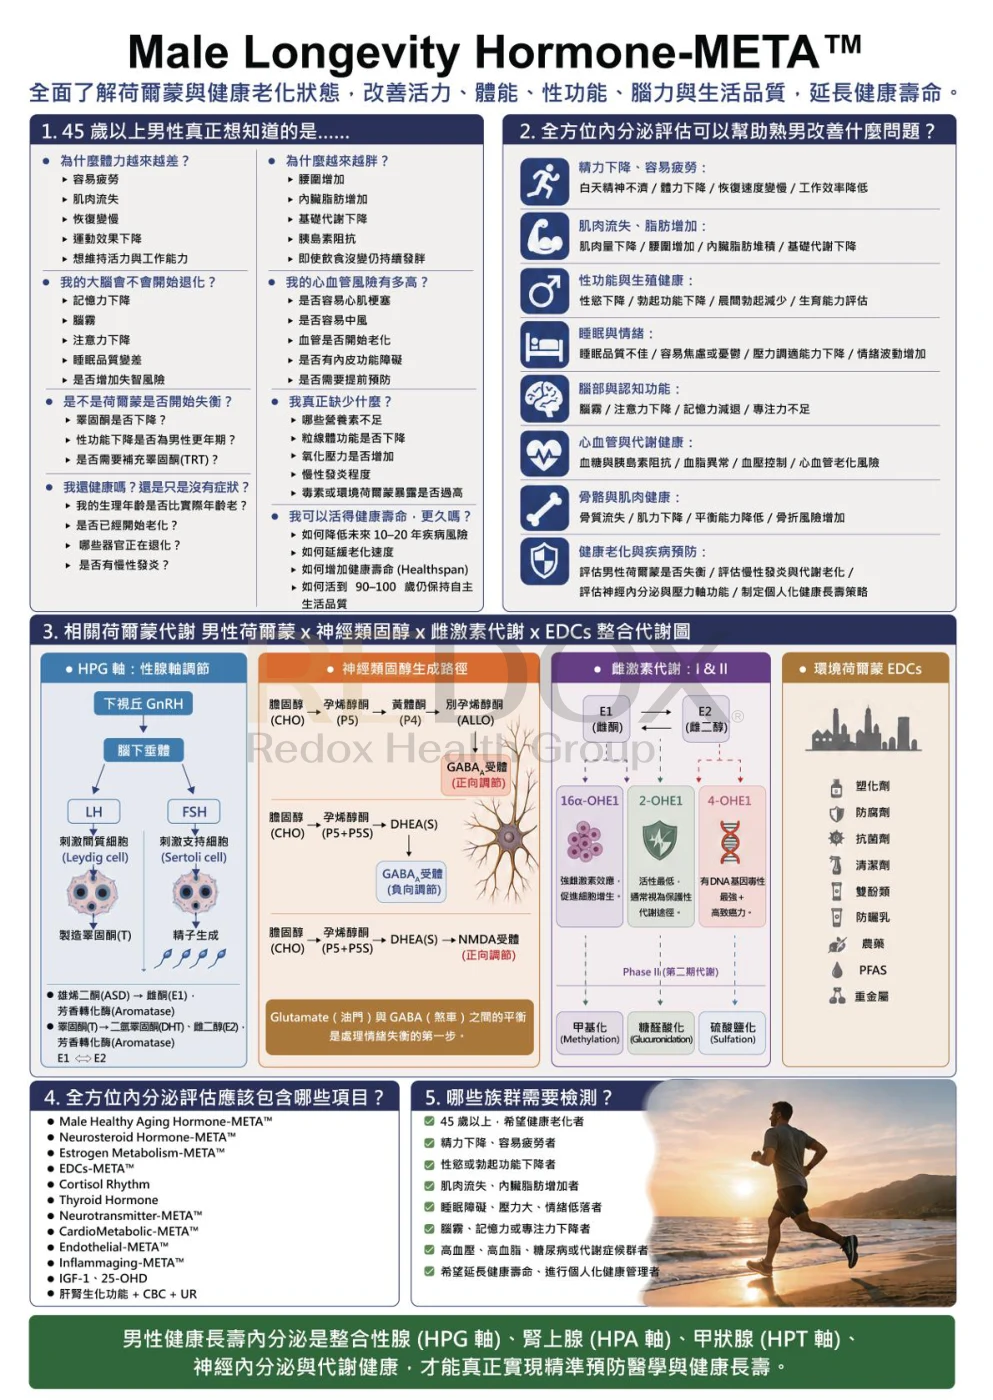 Male Longevity Hormone-META™
全面了解荷爾蒙與健康老化狀態，改善活力、體能、性功能、腦力與生活品質，延長健康壽命。
1. 45 歲以上男性真正想知道的是......
• 為什麼體力越來越差？
▸ 容易疲勞
▸ 肌肉流失
▸ 恢復變慢
▸ 運動效果下降
▸ 想維持活力與工作能力
• 我的大腦會不會開始退化？
▸ 記憶力下降
▸ 腦霧
▸ 注意力下降
▸ 睡眠品質變差
▸ 是否增加失智風險
• 是不是荷爾蒙是否開始失衡？
▸ 睪固酮是否下降？
▸ 性功能下降是否為男性更年期？
▸ 是否需要補充睪固酮(TRT)？
• 我還健康嗎？還是只是沒有症狀？
▸ 我的生理年齡是否比實際年齡老？
▸ 是否已經開始老化？
▸ 哪些器官正在退化？
▸ 是否有慢性發炎？
• 為什麼越來越胖？
▸ 腰圍增加
▸ 內臟脂肪增加
▸ 基礎代謝下降
▸ 胰島素阻抗
▸ 即使飲食沒變仍持續發胖
• 我的心血管風險有多高？
▸ 是否容易心肌梗塞
▸ 是否容易中風
▸ 血管是否開始老化
▸ 是否有內皮功能障礙
▸ 是否需要提前預防
• 我真正缺少什麼？
▸ 哪些營養素不足
▸ 粒線體功能是否下降
▸ 氧化壓力是否增加
▸ 慢性發炎程度
▸ 毒素或環境荷爾蒙暴露是否過高
• 我可以活得健康壽命，更久嗎？
▸ 如何降低未來 10–20 年疾病風險
▸ 如何延緩老化速度
▸ 如何增加健康壽命 (Healthspan)
▸ 如何活到 90–100 歲仍保持自主
生活品質
2. 全方位內分泌評估可以幫助熟男改善什麼問題？
精力下降、容易疲勞：
白天精神不濟 / 體力下降 / 恢復速度變慢 / 工作效率降低
肌肉流失、脂肪增加：
肌肉量下降 / 腰圍增加 / 內臟脂肪堆積 / 基礎代謝下降
性功能與生殖健康：
性慾下降 / 勃起功能下降 / 晨間勃起減少 / 生育能力評估
睡眠與情緒：
睡眠品質不佳 / 容易焦慮或憂鬱 / 壓力調適能力下降 / 情緒波動增加
腦部與認知功能：
腦霧 / 注意力下降 / 記憶力減退 / 專注力不足
心血管與代謝健康：
血糖與胰島素阻抗 / 血脂異常 / 血壓控制 / 心血管老化風險
骨骼與肌肉健康：
骨質流失 / 肌力下降 / 平衡能力降低 / 骨折風險增加
健康老化與疾病預防：
評估男性荷爾蒙是否失衡 / 評估慢性發炎與代謝老化 /
評估神經內分泌與壓力軸功能 / 制定個人化健康長壽策略
3. 相關荷爾蒙代謝 男性荷爾蒙 x 神經類固醇 x 雌激素代謝 x EDCs 整合代謝圖
REDOX®
Redox Health Group
• HPG 軸：性腺軸調節
下視丘 GnRH
腦下垂體
LH
FSH
刺激間質細胞
(Leydig cell)
刺激支持細胞
(Sertoli cell)
製造睪固酮(T)
精子生成
• 雄烯二酮(ASD) → 雌酮(E1)，
芳香轉化酶(Aromatase)
• 睪固酮(T)→二氫睪固酮(DHT)、雌二醇(E2)，
芳香轉化酶(Aromatase)
E1 ⇔ E2
• 神經類固醇生成路徑
膽固醇 → 孕烯醇酮 → 黃體酮 → 別孕烯醇酮
(CHO) (P5) (P4) (ALLO)
GABA_A受體
(正向調節)
膽固醇 → 孕烯醇酮 → DHEA(S)
(CHO) (P5+P5S)
GABA_A受體
(負向調節)
膽固醇 → 孕烯醇酮 → DHEA(S) → NMDA受體
(CHO) (P5+P5S) (正向調節)
Glutamate（油門）與 GABA（煞車）之間的平衡
是處理情緒失衡的第一步。
• 雌激素代謝：I & II
E1
(雌酮)
E2
(雌二醇)
16α-OHE1
強雌激素效應，
促進細胞增生。
2-OHE1
活性最低，
通常視為保護性
代謝途徑。
4-OHE1
有DNA基因毒性
最強+
高致癌力。
Phase II (第二期代謝)
甲基化
(Methylation)
糖醛酸化
(Glucuronidation)
硫酸鹽化
(Sulfation)
• 環境荷爾蒙 EDCs
塑化劑
防腐劑
抗菌劑
清潔劑
雙酚類
防曬乳
農藥
PFAS
重金屬
4. 全方位內分泌評估應該包含哪些項目？
• Male Healthy Aging Hormone-META™
• Neurosteroid Hormone-META™
• Estrogen Metabolism-META™
• EDCs-META™
• Cortisol Rhythm
• Thyroid Hormone
• Neurotransmitter-META™
• CardioMetabolic-META™
• Endothelial-META™
• Inflammaging-META™
• IGF-1、25-OHD
• 肝腎生化功能 + CBC + UR
5. 哪些族群需要檢測？
45 歲以上，希望健康老化者
精力下降、容易疲勞者
性慾或勃起功能下降者
肌肉流失、內臟脂肪增加者
睡眠障礙、壓力大、情緒低落者
腦霧、記憶力或專注力下降者
高血壓、高血脂、糖尿病或代謝症候群者
希望延長健康壽命、進行個人化健康管理者
男性健康長壽內分泌是整合性腺 (HPG 軸)、腎上腺 (HPA 軸)、甲狀腺 (HPT 軸)、
神經內分泌與代謝健康，才能真正實現精準預防醫學與健康長壽。